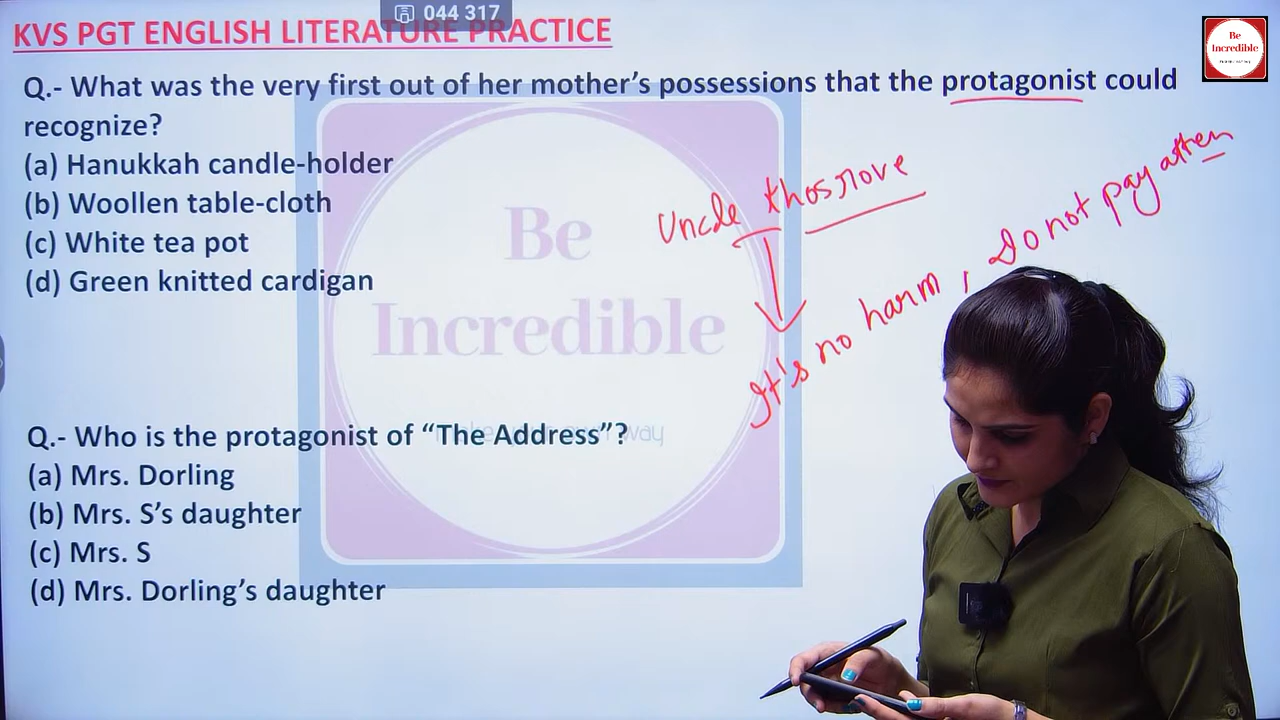 044 317
KVS PGT ENGLISH LITERATURE PRACTICE
Be
Incredible
Q.- What was the very first out of her mother's possessions that the protagonist could
recognize?
(a) Hanukkah candle-holder
(b) Woollen table-cloth
(c) White tea pot
(d) Green knitted cardigan
Uncle khosrove
It's no harm, Do not pay atten
Be
Incredible
Q.- Who is the protagonist of “The Address”?
way
(a) Mrs. Dorling
(b) Mrs. S's daughter
(c) Mrs. S
(d) Mrs. Dorling's daughter